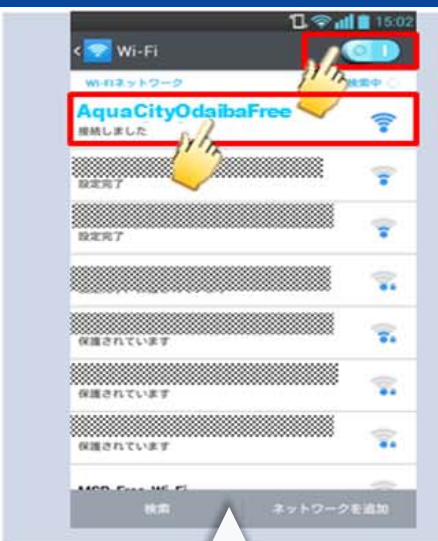 15:02
Wi-Fi
Wi-Fiネットワーク
検索中
AquaCityOdaibaFree
接続しました
設定完了
設定完了
保護されています
保護されています
保護されています
検索
ネットワークを追加